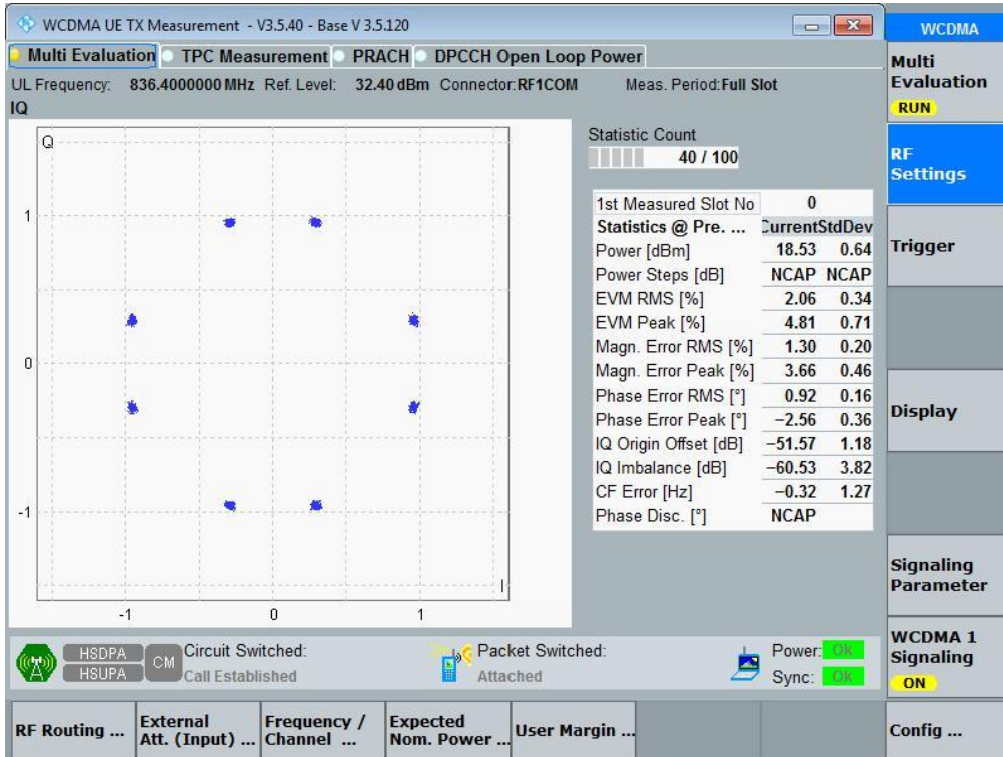 WCDMA UE TX Measurement - V3.5.40 - Base V 3.5.120
Multi Evaluation TPC Measurement PRACH DPCCH Open Loop Power
UL Frequency: 836.4000000 MHz Ref. Level: 32.40 dBm Connector: RF1COM Meas. Period: Full Slot
IQ
Q
1
0
-1
-1 0 1
I
Statistic Count
40 / 100
1st Measured Slot No 0
Statistics @ Pre. ... Current StdDev
Power [dBm] 18.53 0.64
Power Steps [dB] NCAP NCAP
EVM RMS [%] 2.06 0.34
EVM Peak [%] 4.81 0.71
Magn. Error RMS [%] 1.30 0.20
Magn. Error Peak [%] 3.66 0.46
Phase Error RMS [°] 0.92 0.16
Phase Error Peak [°] −2.56 0.36
IQ Origin Offset [dB] −51.57 1.18
IQ Imbalance [dB] −60.53 3.82
CF Error [Hz] −0.32 1.27
Phase Disc. [°] NCAP
HSDPA
HSUPA
CM
Circuit Switched:
Call Established
Packet Switched:
Attached
Power: Ok
Sync: Ok
RF Routing ...
External
Att. (Input) ...
Frequency /
Channel ...
Expected
Nom. Power ...
User Margin ...
WCDMA
Multi
Evaluation
RUN
RF
Settings
Trigger
Display
Signaling
Parameter
WCDMA 1
Signaling
ON
Config ...